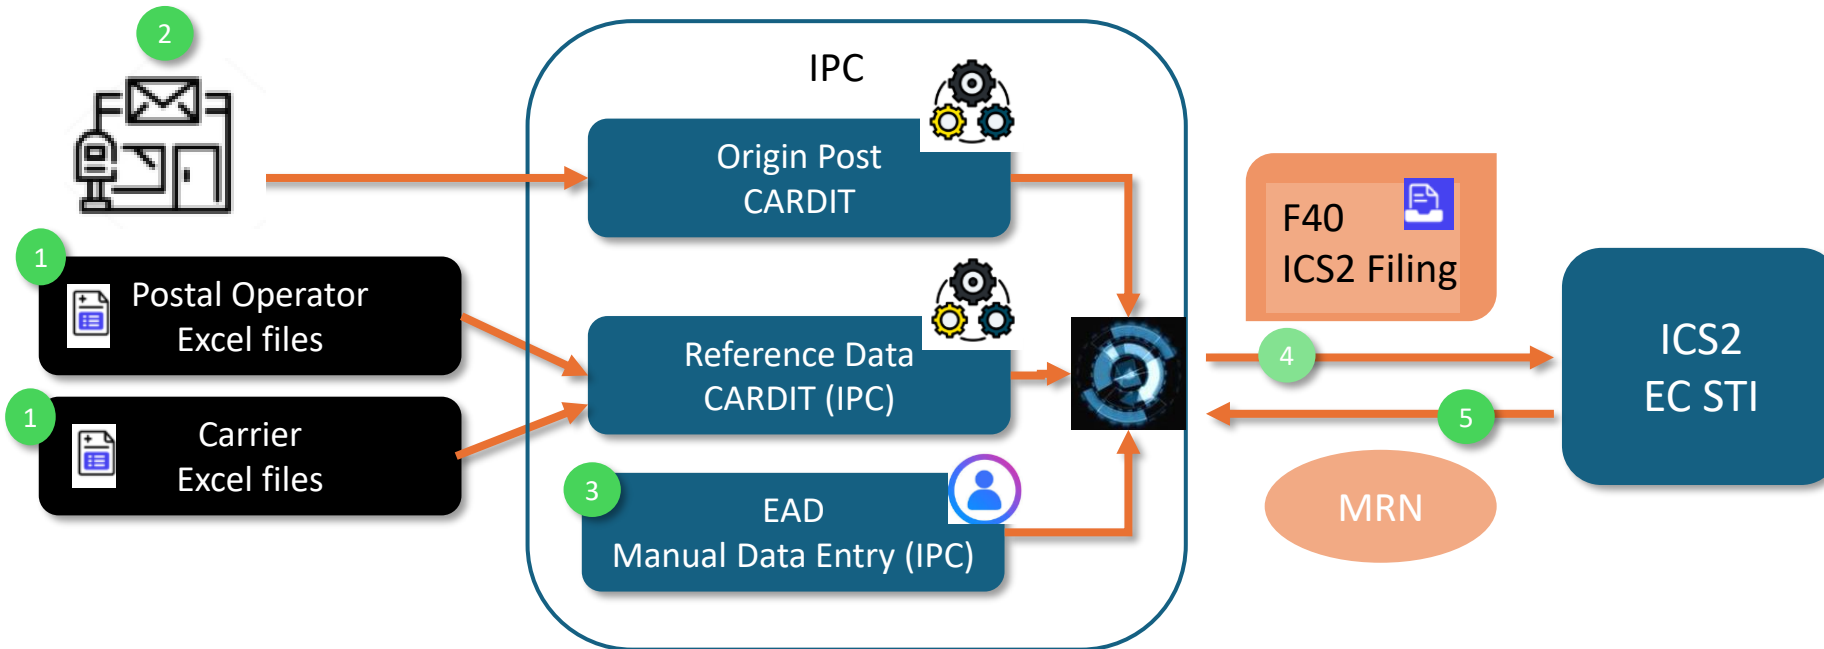 2
IPC
Origin Post
CARDIT
1
Postal Operator
Excel files
Reference Data
CARDIT (IPC)
1
Carrier
Excel files
3
EAD
Manual Data Entry (IPC)
F40
ICS2 Filing
4
5
MRN
ICS2
EC STI